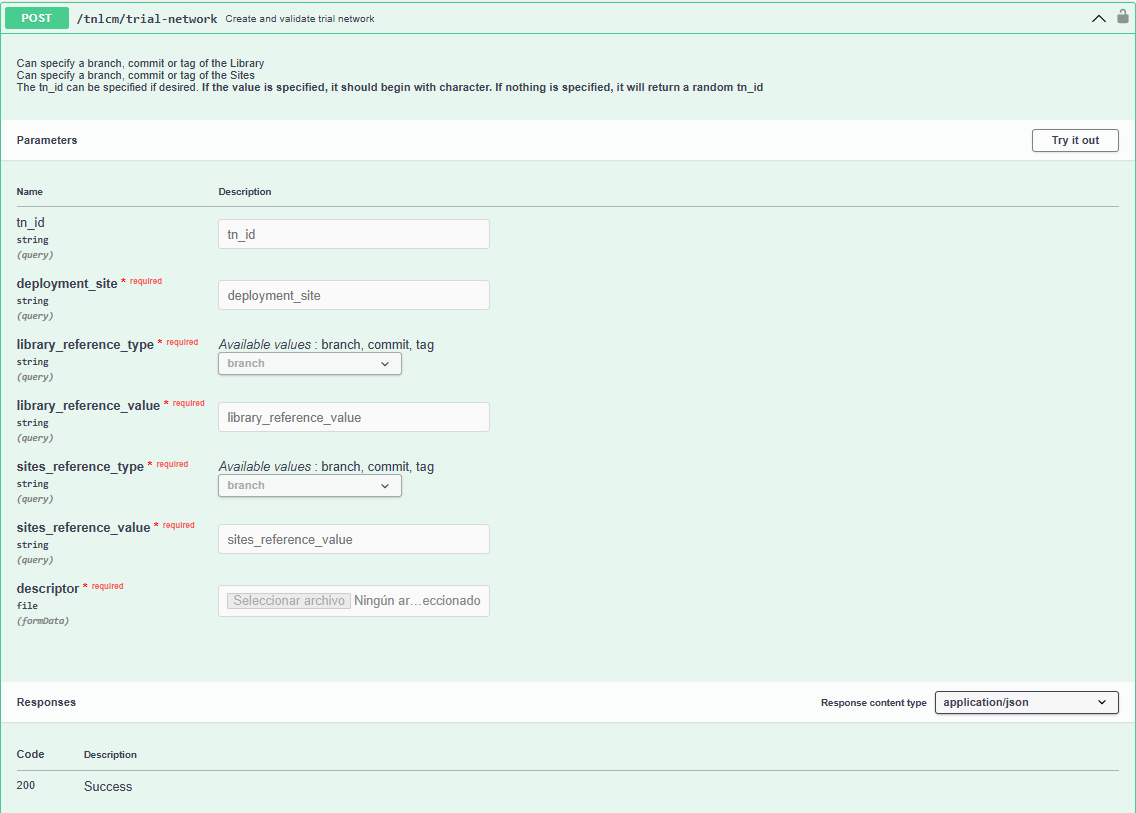 POST /tnlcm/trial-network Create and validate trial network
Can specify a branch, commit or tag of the Library
Can specify a branch, commit or tag of the Sites
The tn_id can be specified if desired. If the value is specified, it should begin with character. If nothing is specified, it will return a random tn_id
Parameters
Try it out
Name Description
tn_id
string
(query)
tn_id
deployment_site * required
string
(query)
deployment_site
library_reference_type * required
string
(query)
Available values : branch, commit, tag
branch
library_reference_value * required
string
(query)
library_reference_value
sites_reference_type * required
string
(query)
Available values : branch, commit, tag
branch
sites_reference_value * required
string
(query)
sites_reference_value
descriptor * required
file
(formData)
Seleccionar archivo Ningún ar…eccionado
Responses
Response content type application/json
Code Description
200 Success